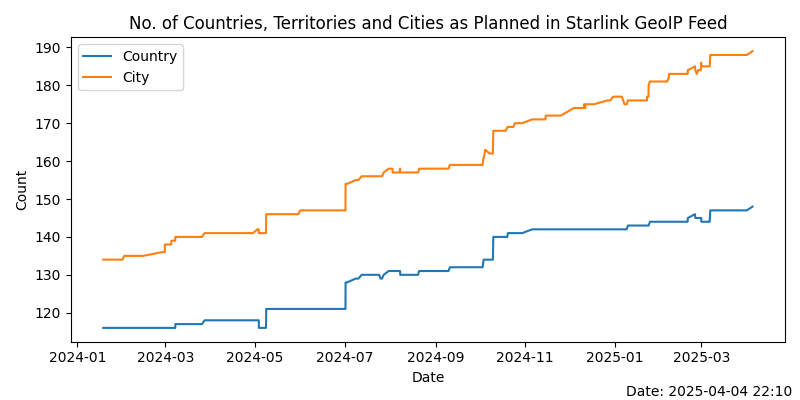 No. of Countries, Territories and Cities as Planned in Starlink GeoIP Feed
Country
City
190
180
170
160
150
140
130
120
Count
2024-01 2024-03 2024-05 2024-07 2024-09 2024-11 2025-01 2025-03
Date
Date: 2025-04-04 22:10